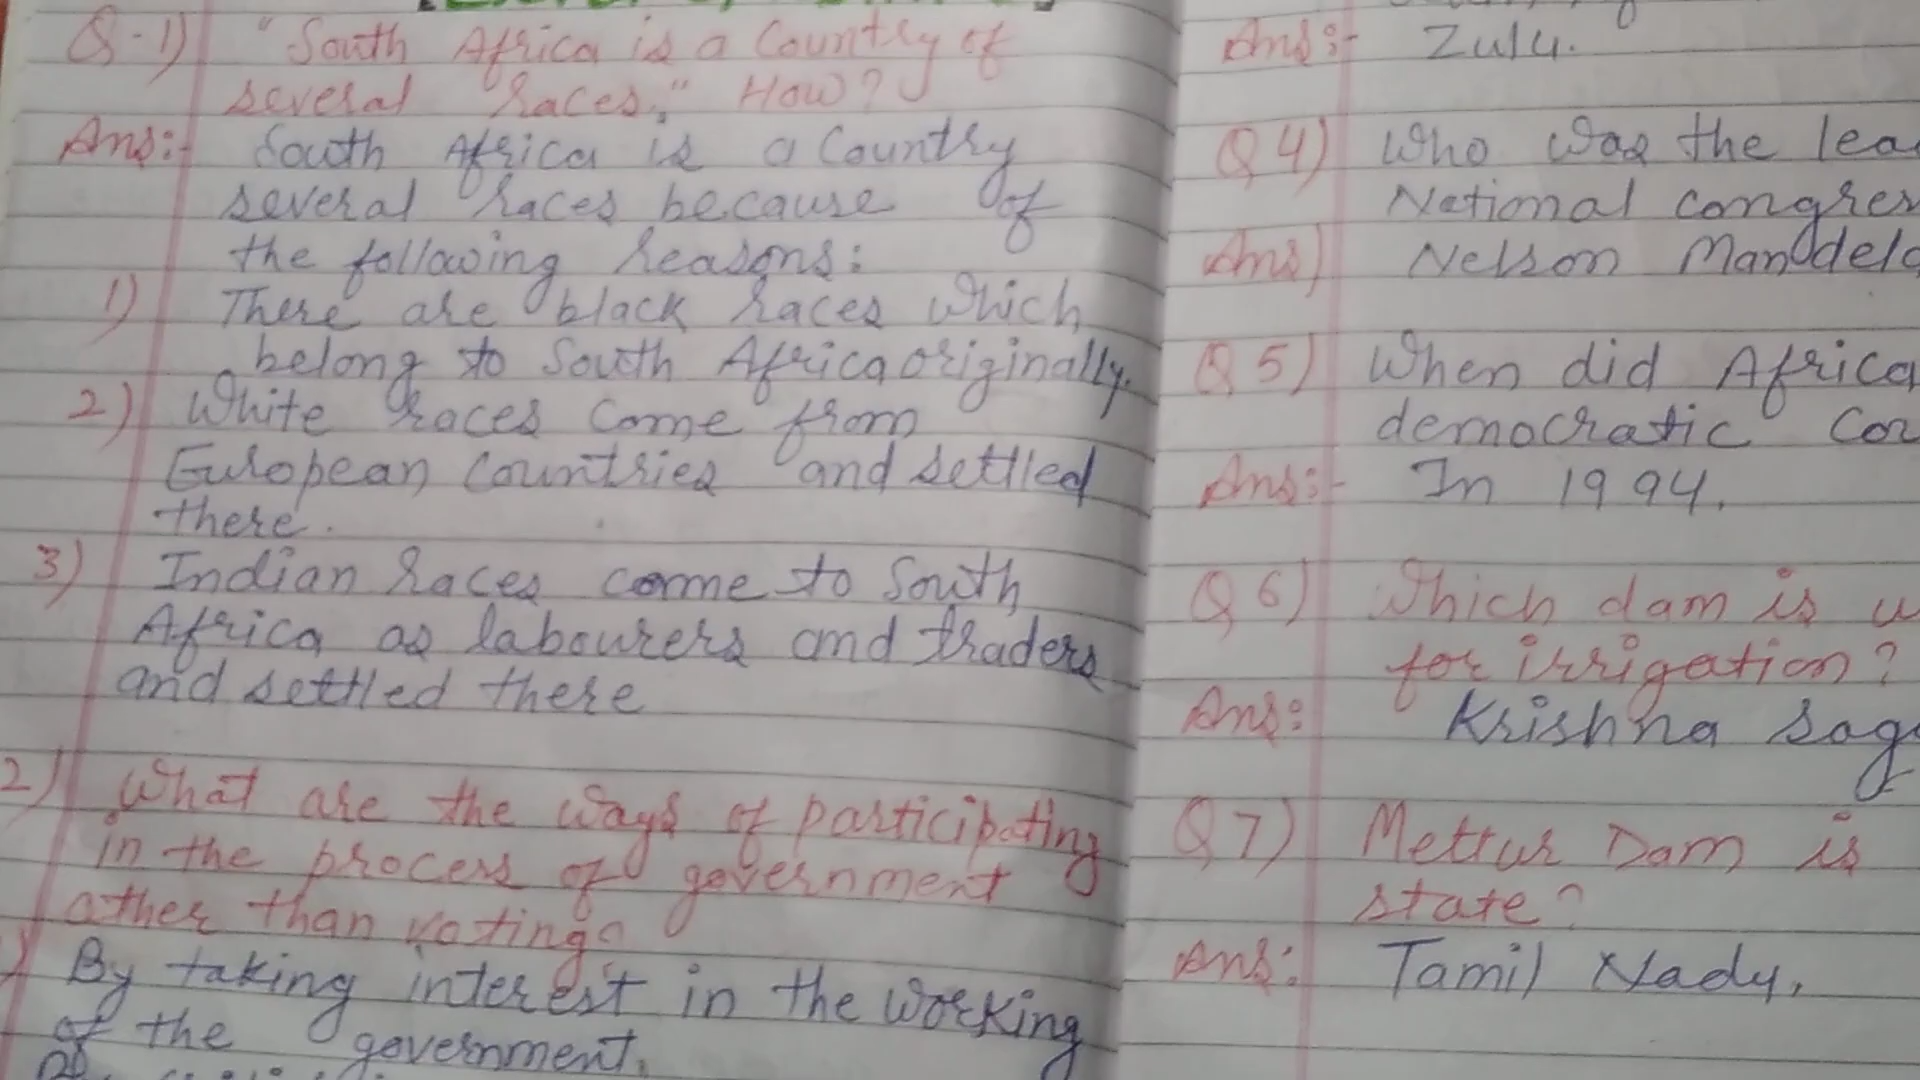 Q-1) "South Africa is a Country of
several races." How?
Ans:- South Africa is a Country
several races because of
the following reasons:
1) There are black races which
belong to South Africa originally.
2) White races come from
European Countries and settled
there.
3) Indian races come to South
Africa as labourers and traders
and settled there
2) What are the ways of participating
in the process of government
other than voting?
) By taking interest in the working
of the government.
Ans:- Zulu.
Q4) Who was the lea
National congres
Ans) Nelson Mandela
Q5) When did Africa
democratic Cou
Ans:- In 1994.
Q6) Which dam is u
for irrigation?
Ans: Krishna Sag
Q7) Mettur Dam is
state?
Ans: Tamil Nadu.